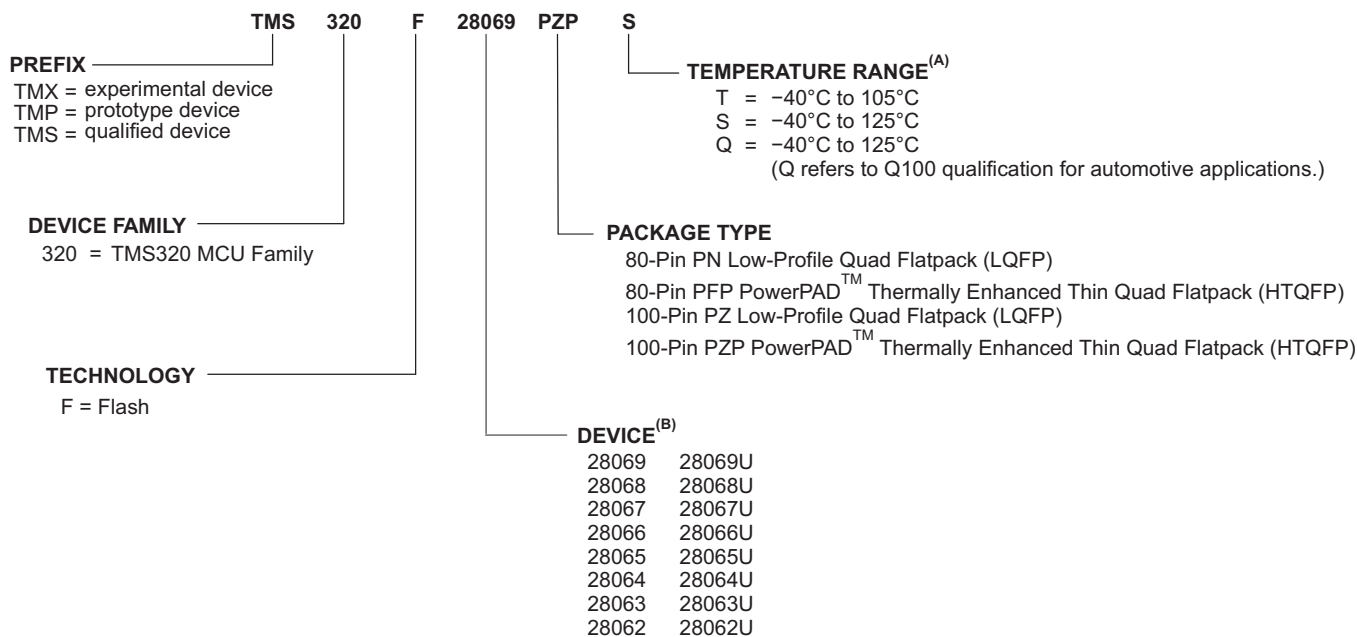 TMS 320 F 28069 PZP S
PREFIX
TMX = experimental device
TMP = prototype device
TMS = qualified device
TEMPERATURE RANGE(A)
T = −40°C to 105°C
S = −40°C to 125°C
Q = −40°C to 125°C
(Q refers to Q100 qualification for automotive applications.)
DEVICE FAMILY
320 = TMS320 MCU Family
PACKAGE TYPE
80-Pin PN Low-Profile Quad Flatpack (LQFP)
80-Pin PFP PowerPAD™ Thermally Enhanced Thin Quad Flatpack (HTQFP)
100-Pin PZ Low-Profile Quad Flatpack (LQFP)
100-Pin PZP PowerPAD™ Thermally Enhanced Thin Quad Flatpack (HTQFP)
TECHNOLOGY
F = Flash
DEVICE(B)
28069 28069U
28068 28068U
28067 28067U
28066 28066U
28065 28065U
28064 28064U
28063 28063U
28062 28062U